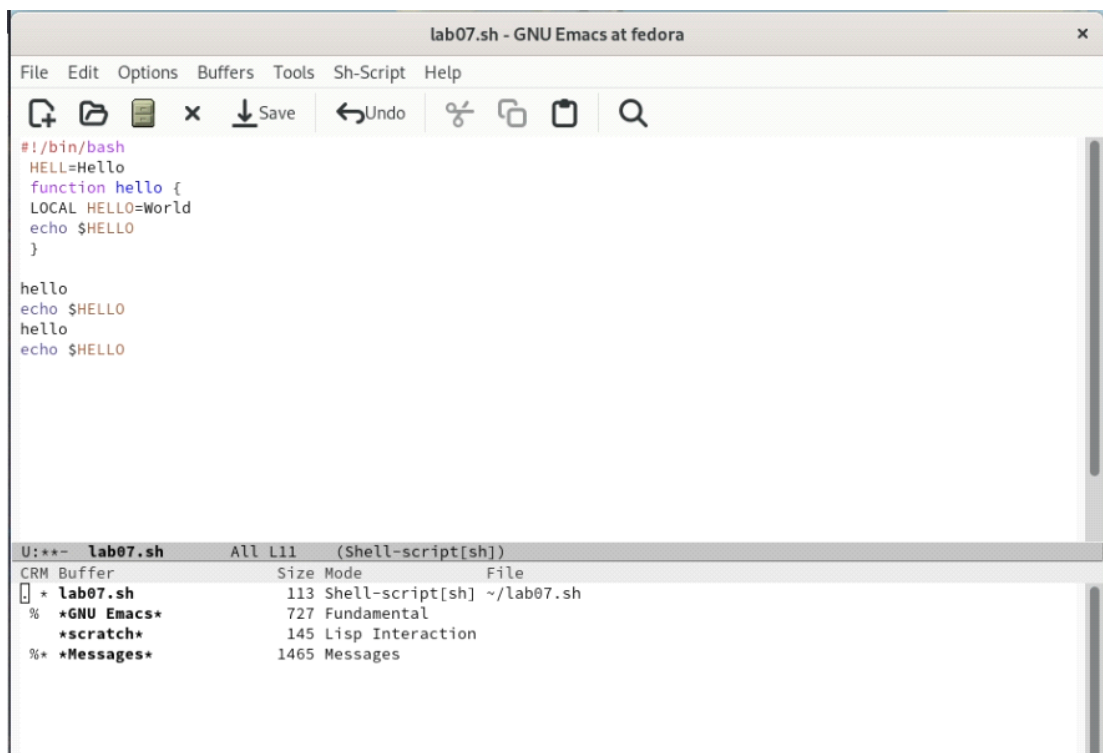 lab07.sh - GNU Emacs at fedora ×
File Edit Options Buffers Tools Sh-Script Help
Save Undo
#!/bin/bash
HELL=Hello
function hello {
LOCAL HELLO=World
echo $HELLO
}
hello
echo $HELLO
hello
echo $HELLO
U:**- lab07.sh All L11 (Shell-script[sh])
CRM Buffer Size Mode File
. * lab07.sh 113 Shell-script[sh] ~/lab07.sh
% *GNU Emacs* 727 Fundamental
*scratch* 145 Lisp Interaction
%* *Messages* 1465 Messages